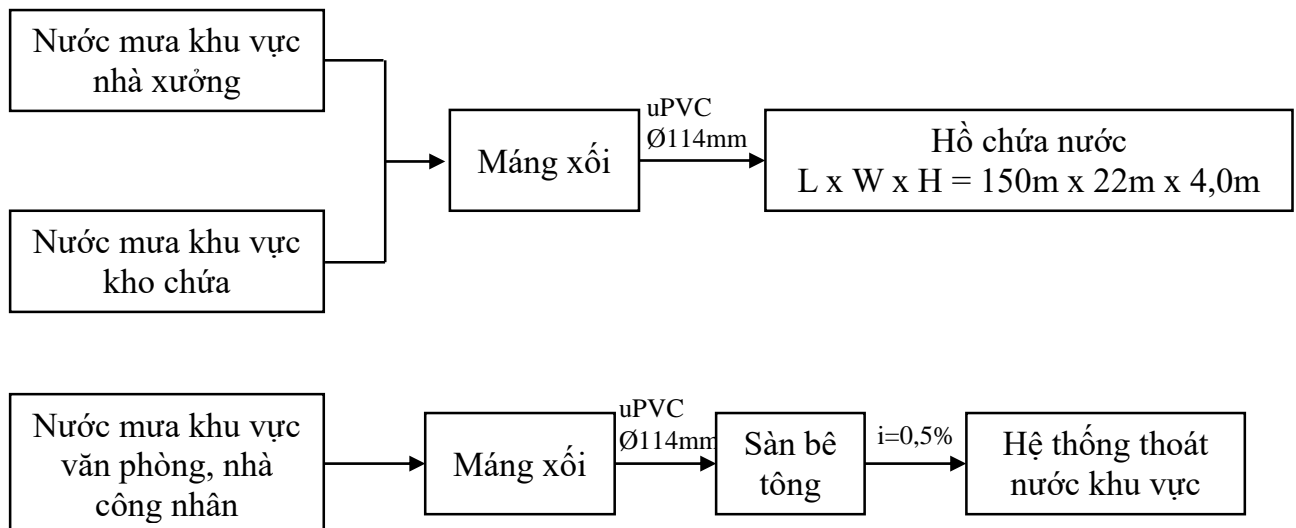 Nước mưa khu vực
nhà xưởng
Nước mưa khu vực
kho chứa
Máng xối
uPVC
Ø114mm
Hồ chứa nước
L x W x H = 150m x 22m x 4,0m
Nước mưa khu vực
văn phòng, nhà
công nhân
Máng xối
uPVC
Ø114mm
Sàn bê
tông
i=0,5%
Hệ thống thoát
nước khu vực